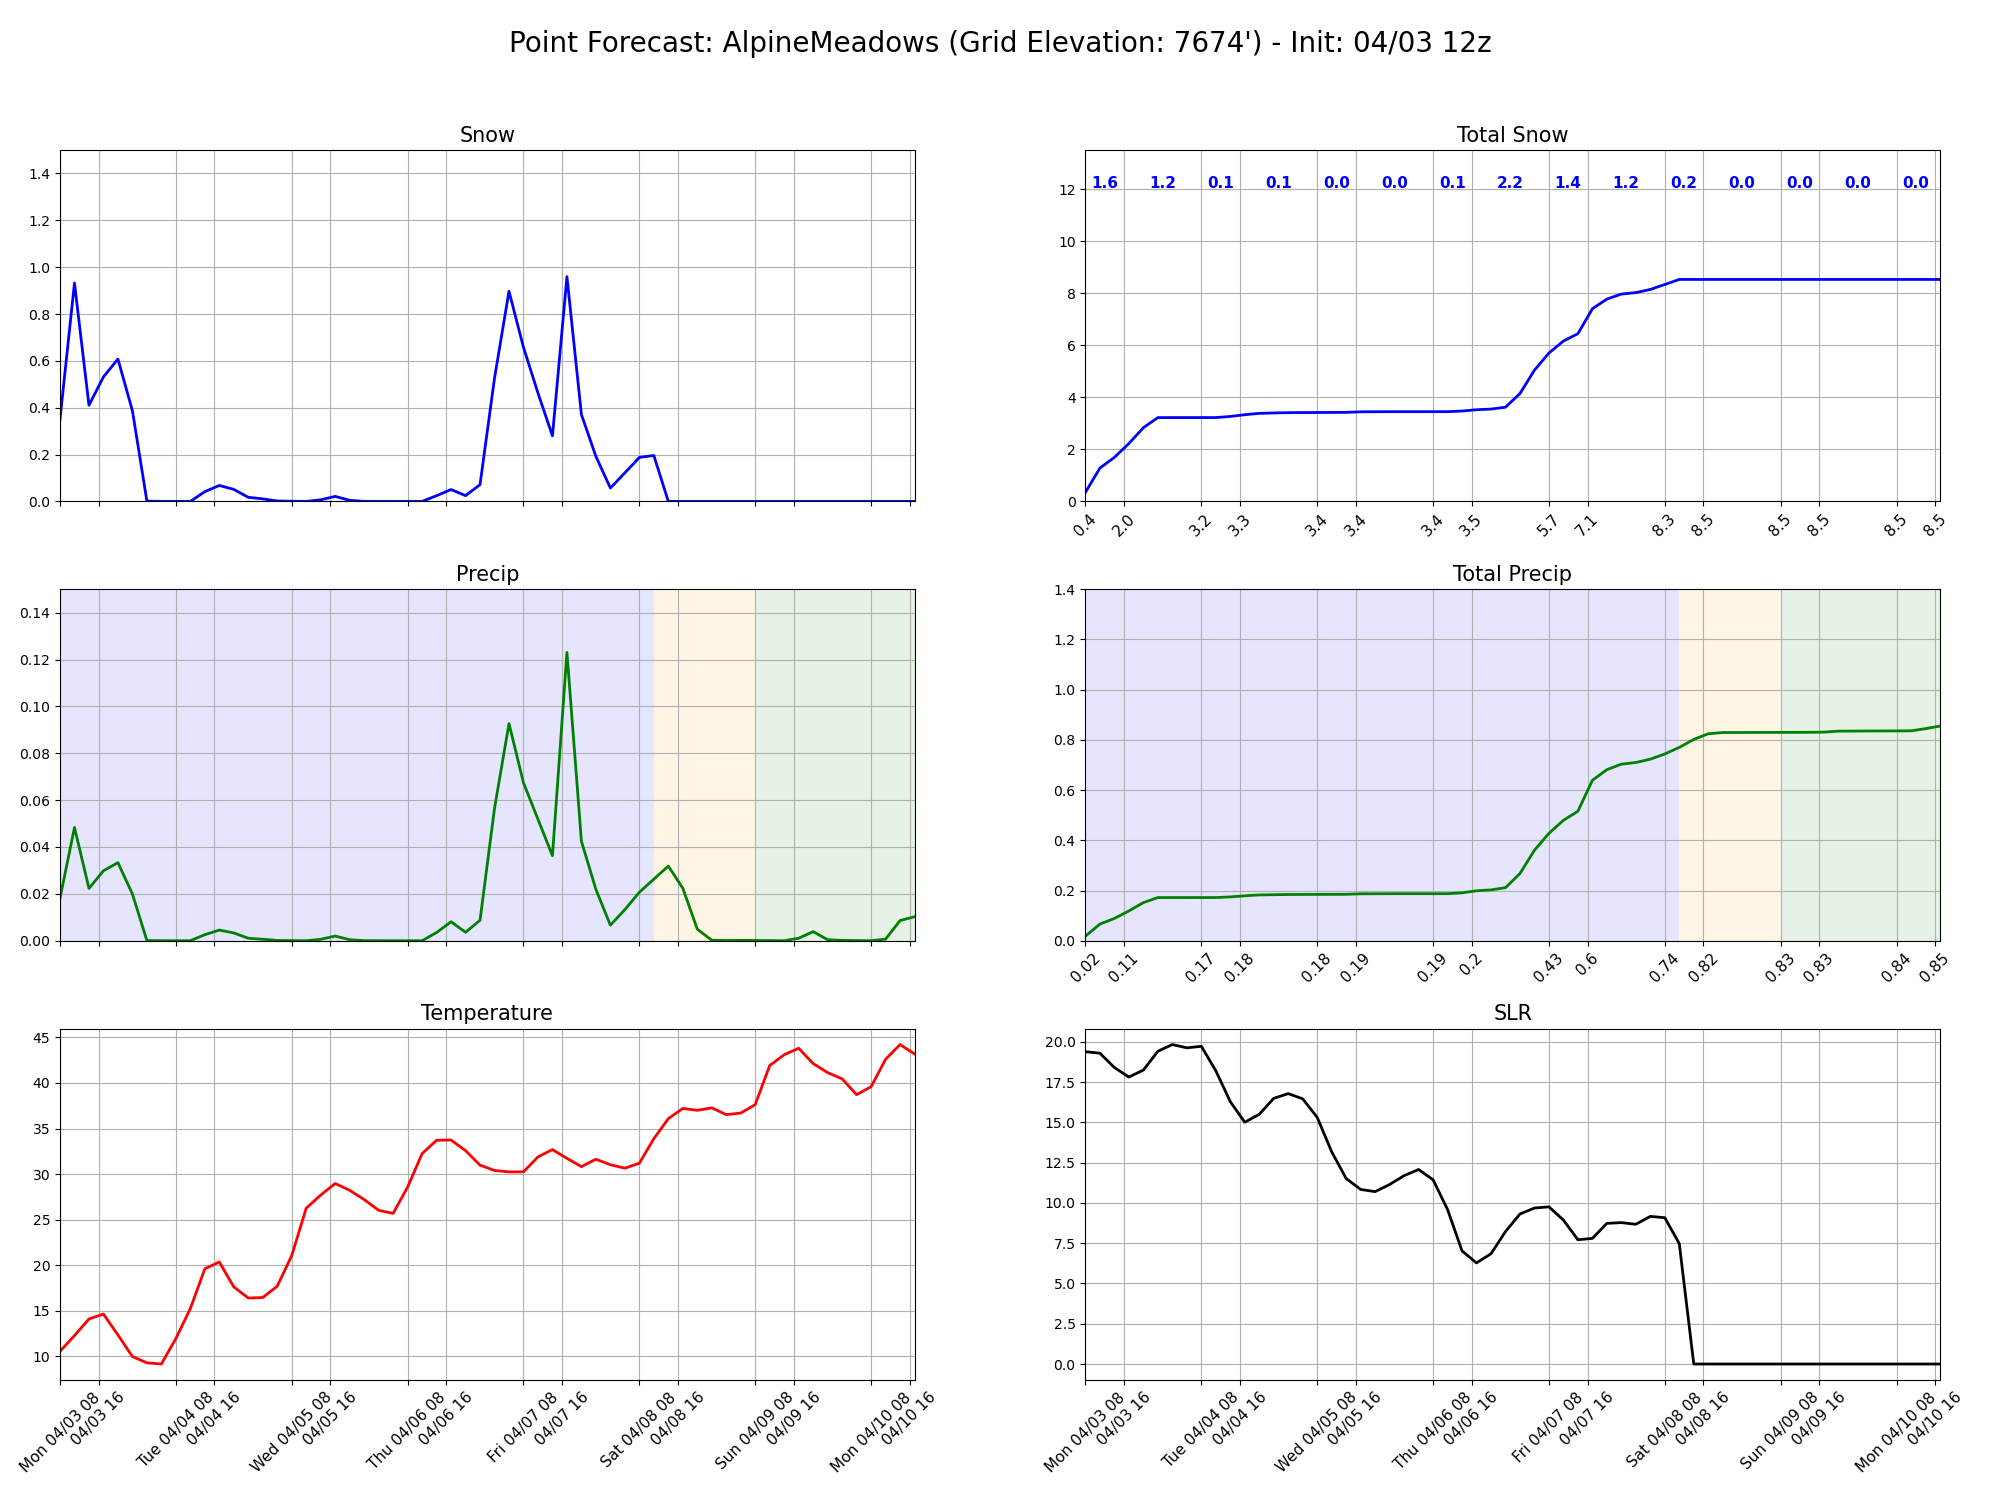 Point Forecast: AlpineMeadows (Grid Elevation: 7674') - Init: 04/03 12z
Snow
1.4
1.2
1.0
0.8
0.6
0.4
0.2
0.0
Total Snow
1.6 1.2 0.1 0.1 0.0 0.0 0.1 2.2 1.4 1.2 0.2 0.0 0.0 0.0 0.0
12
10
8
6
4
2
0
0.4 2.0 3.2 3.3 3.4 3.4 3.4 3.5 5.7 7.1 8.3 8.5 8.5 8.5 8.5 8.5
Precip
0.14
0.12
0.10
0.08
0.06
0.04
0.02
0.00
Total Precip
1.4
1.2
1.0
0.8
0.6
0.4
0.2
0.0
0.02 0.11 0.17 0.18 0.18 0.19 0.19 0.2 0.43 0.6 0.74 0.82 0.83 0.83 0.84 0.85
Temperature
45
40
35
30
25
20
15
10
Mon 04/03 08
04/03 16
Tue 04/04 08
04/04 16
Wed 04/05 08
04/05 16
Thu 04/06 08
04/06 16
Fri 04/07 08
04/07 16
Sat 04/08 08
04/08 16
Sun 04/09 08
04/09 16
Mon 04/10 08
04/10 16
SLR
20.0
17.5
15.0
12.5
10.0
7.5
5.0
2.5
0.0
Mon 04/03 08
04/03 16
Tue 04/04 08
04/04 16
Wed 04/05 08
04/05 16
Thu 04/06 08
04/06 16
Fri 04/07 08
04/07 16
Sat 04/08 08
04/08 16
Sun 04/09 08
04/09 16
Mon 04/10 08
04/10 16